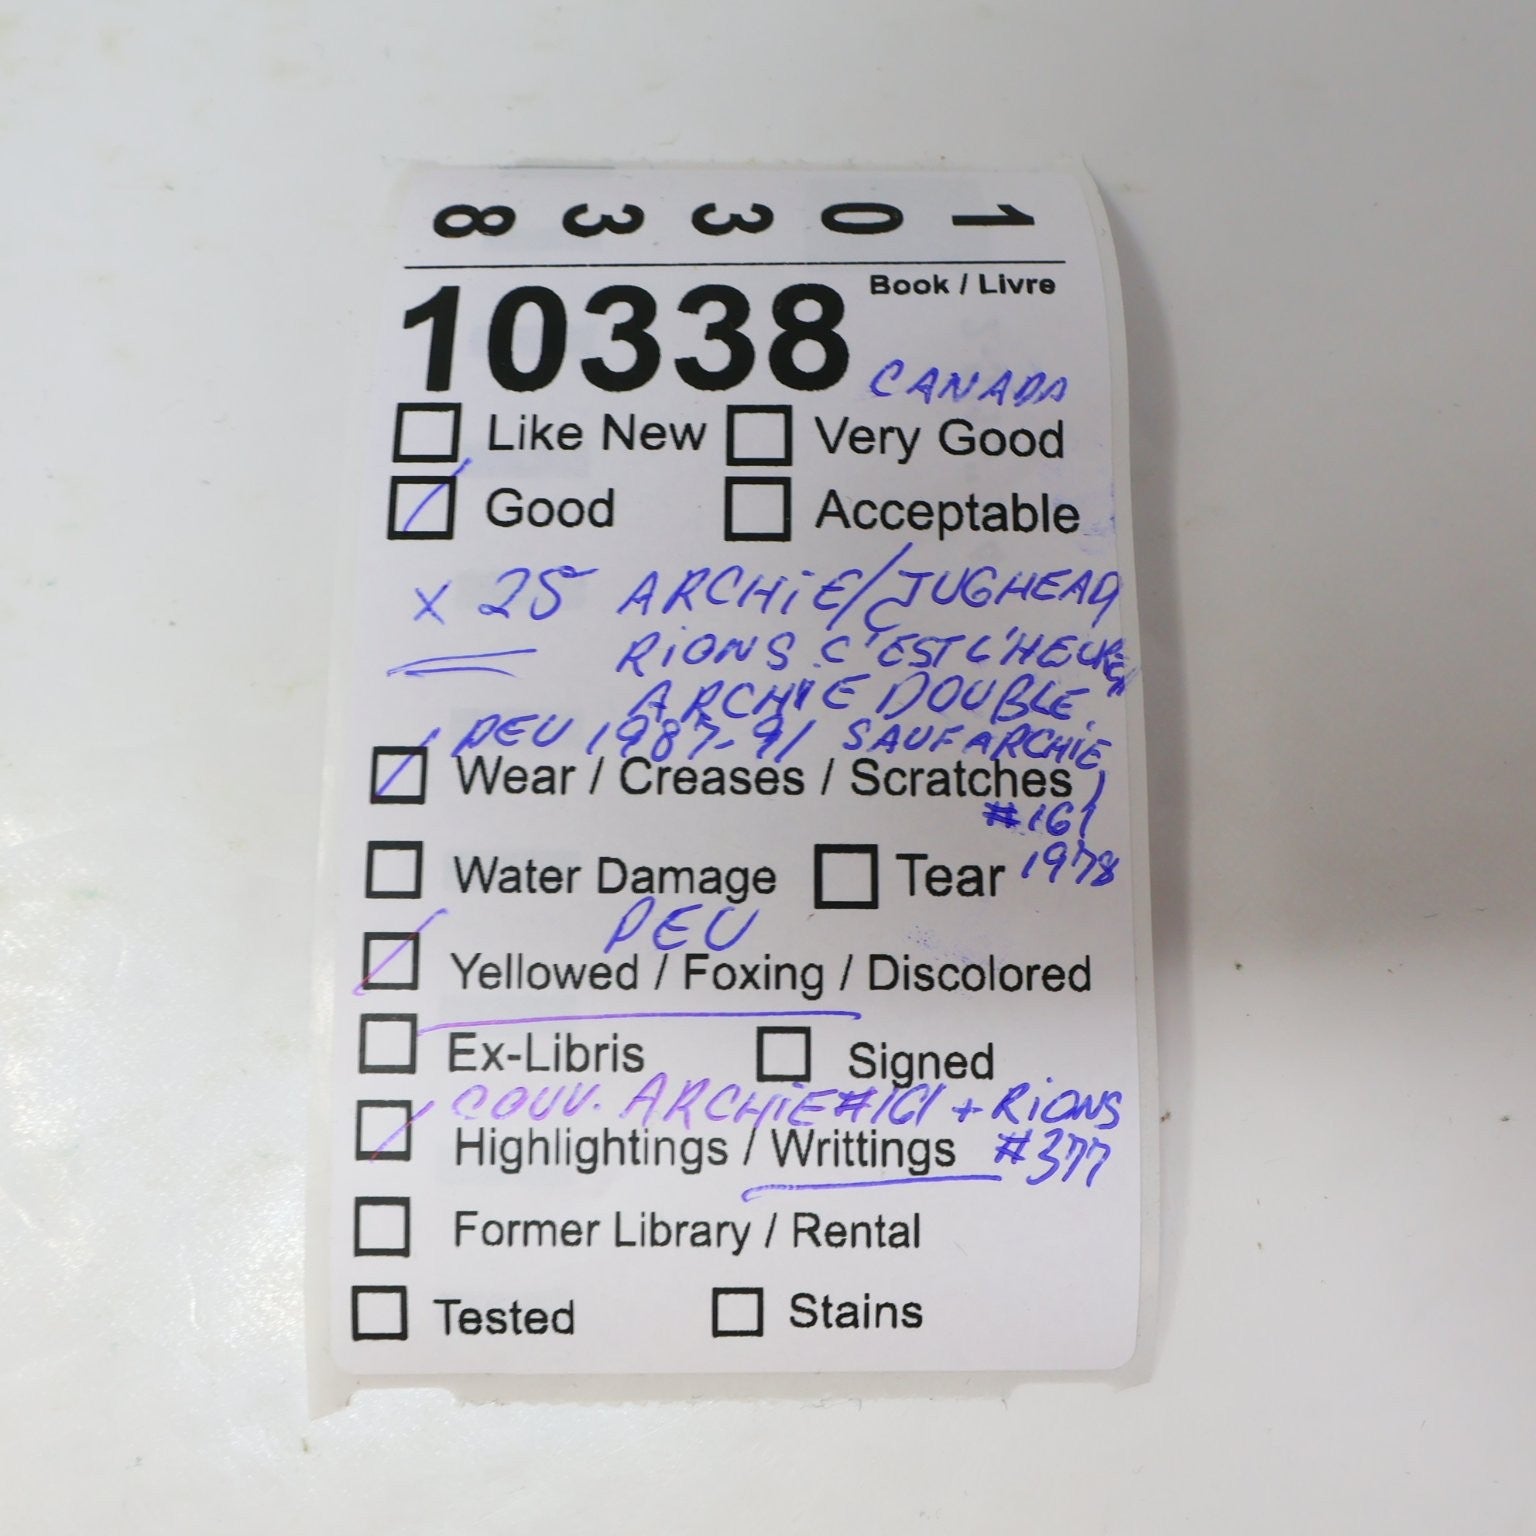 10338
Book / Livre
10338
CANADA
Like New Very Good
Good Acceptable
x 25 ARCHiE/JUGHEAD
RiONS C'EST L'HEURE
ARCHiE DOUBLE.
PEU 1987-91 SAUF ARCHiE
Wear / Creases / Scratches
#161
Water Damage Tear 1978
PEU
Yellowed / Foxing / Discolored
Ex-Libris Signed
COUV. ARCHiE #161 + RiONS
Highlightings / Writtings #377
Former Library / Rental
Tested Stains